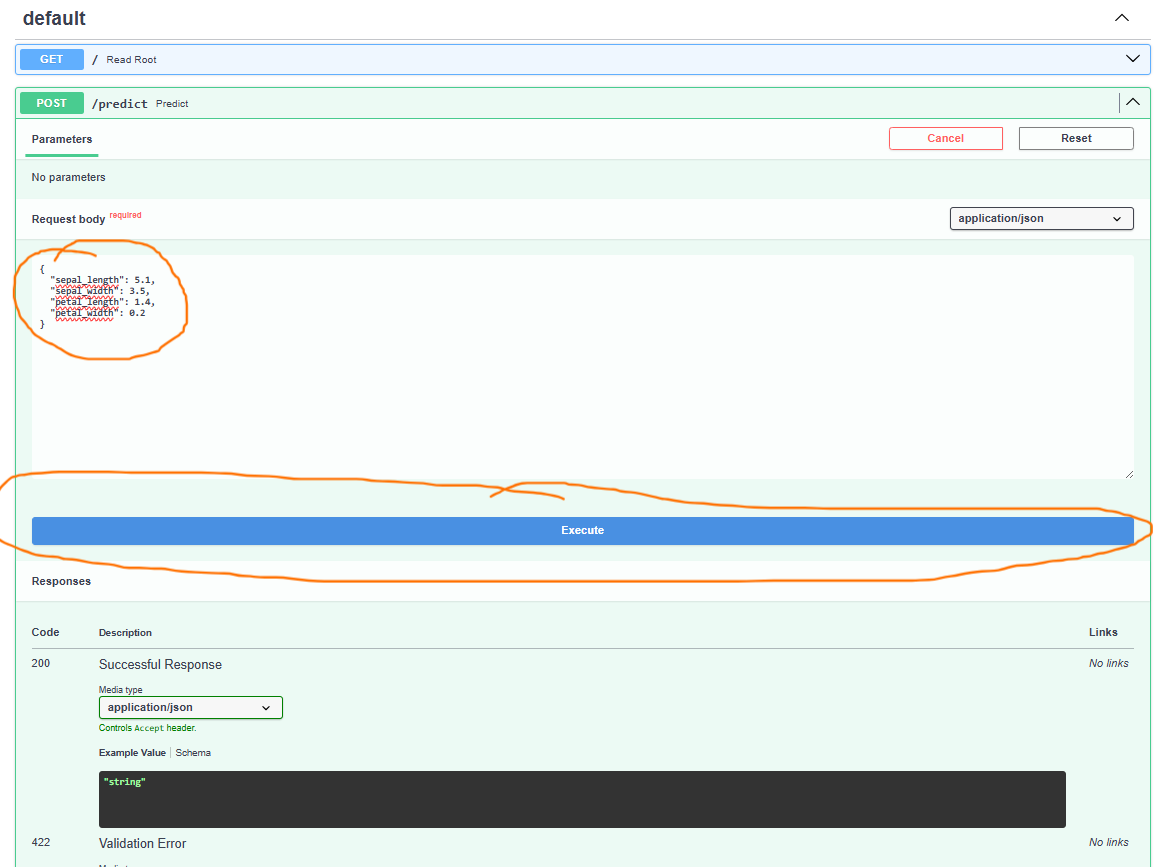 default
GET / Read Root
POST /predict Predict
Parameters Cancel Reset
No parameters
Request body required application/json
{
"sepal_length": 5.1,
"sepal_width": 3.5,
"petal_length": 1.4,
"petal_width": 0.2
}
Execute
Responses
Code Description Links
200 Successful Response No links
Media type
application/json
Controls Accept header.
Example Value Schema
"string"
422 Validation Error No links